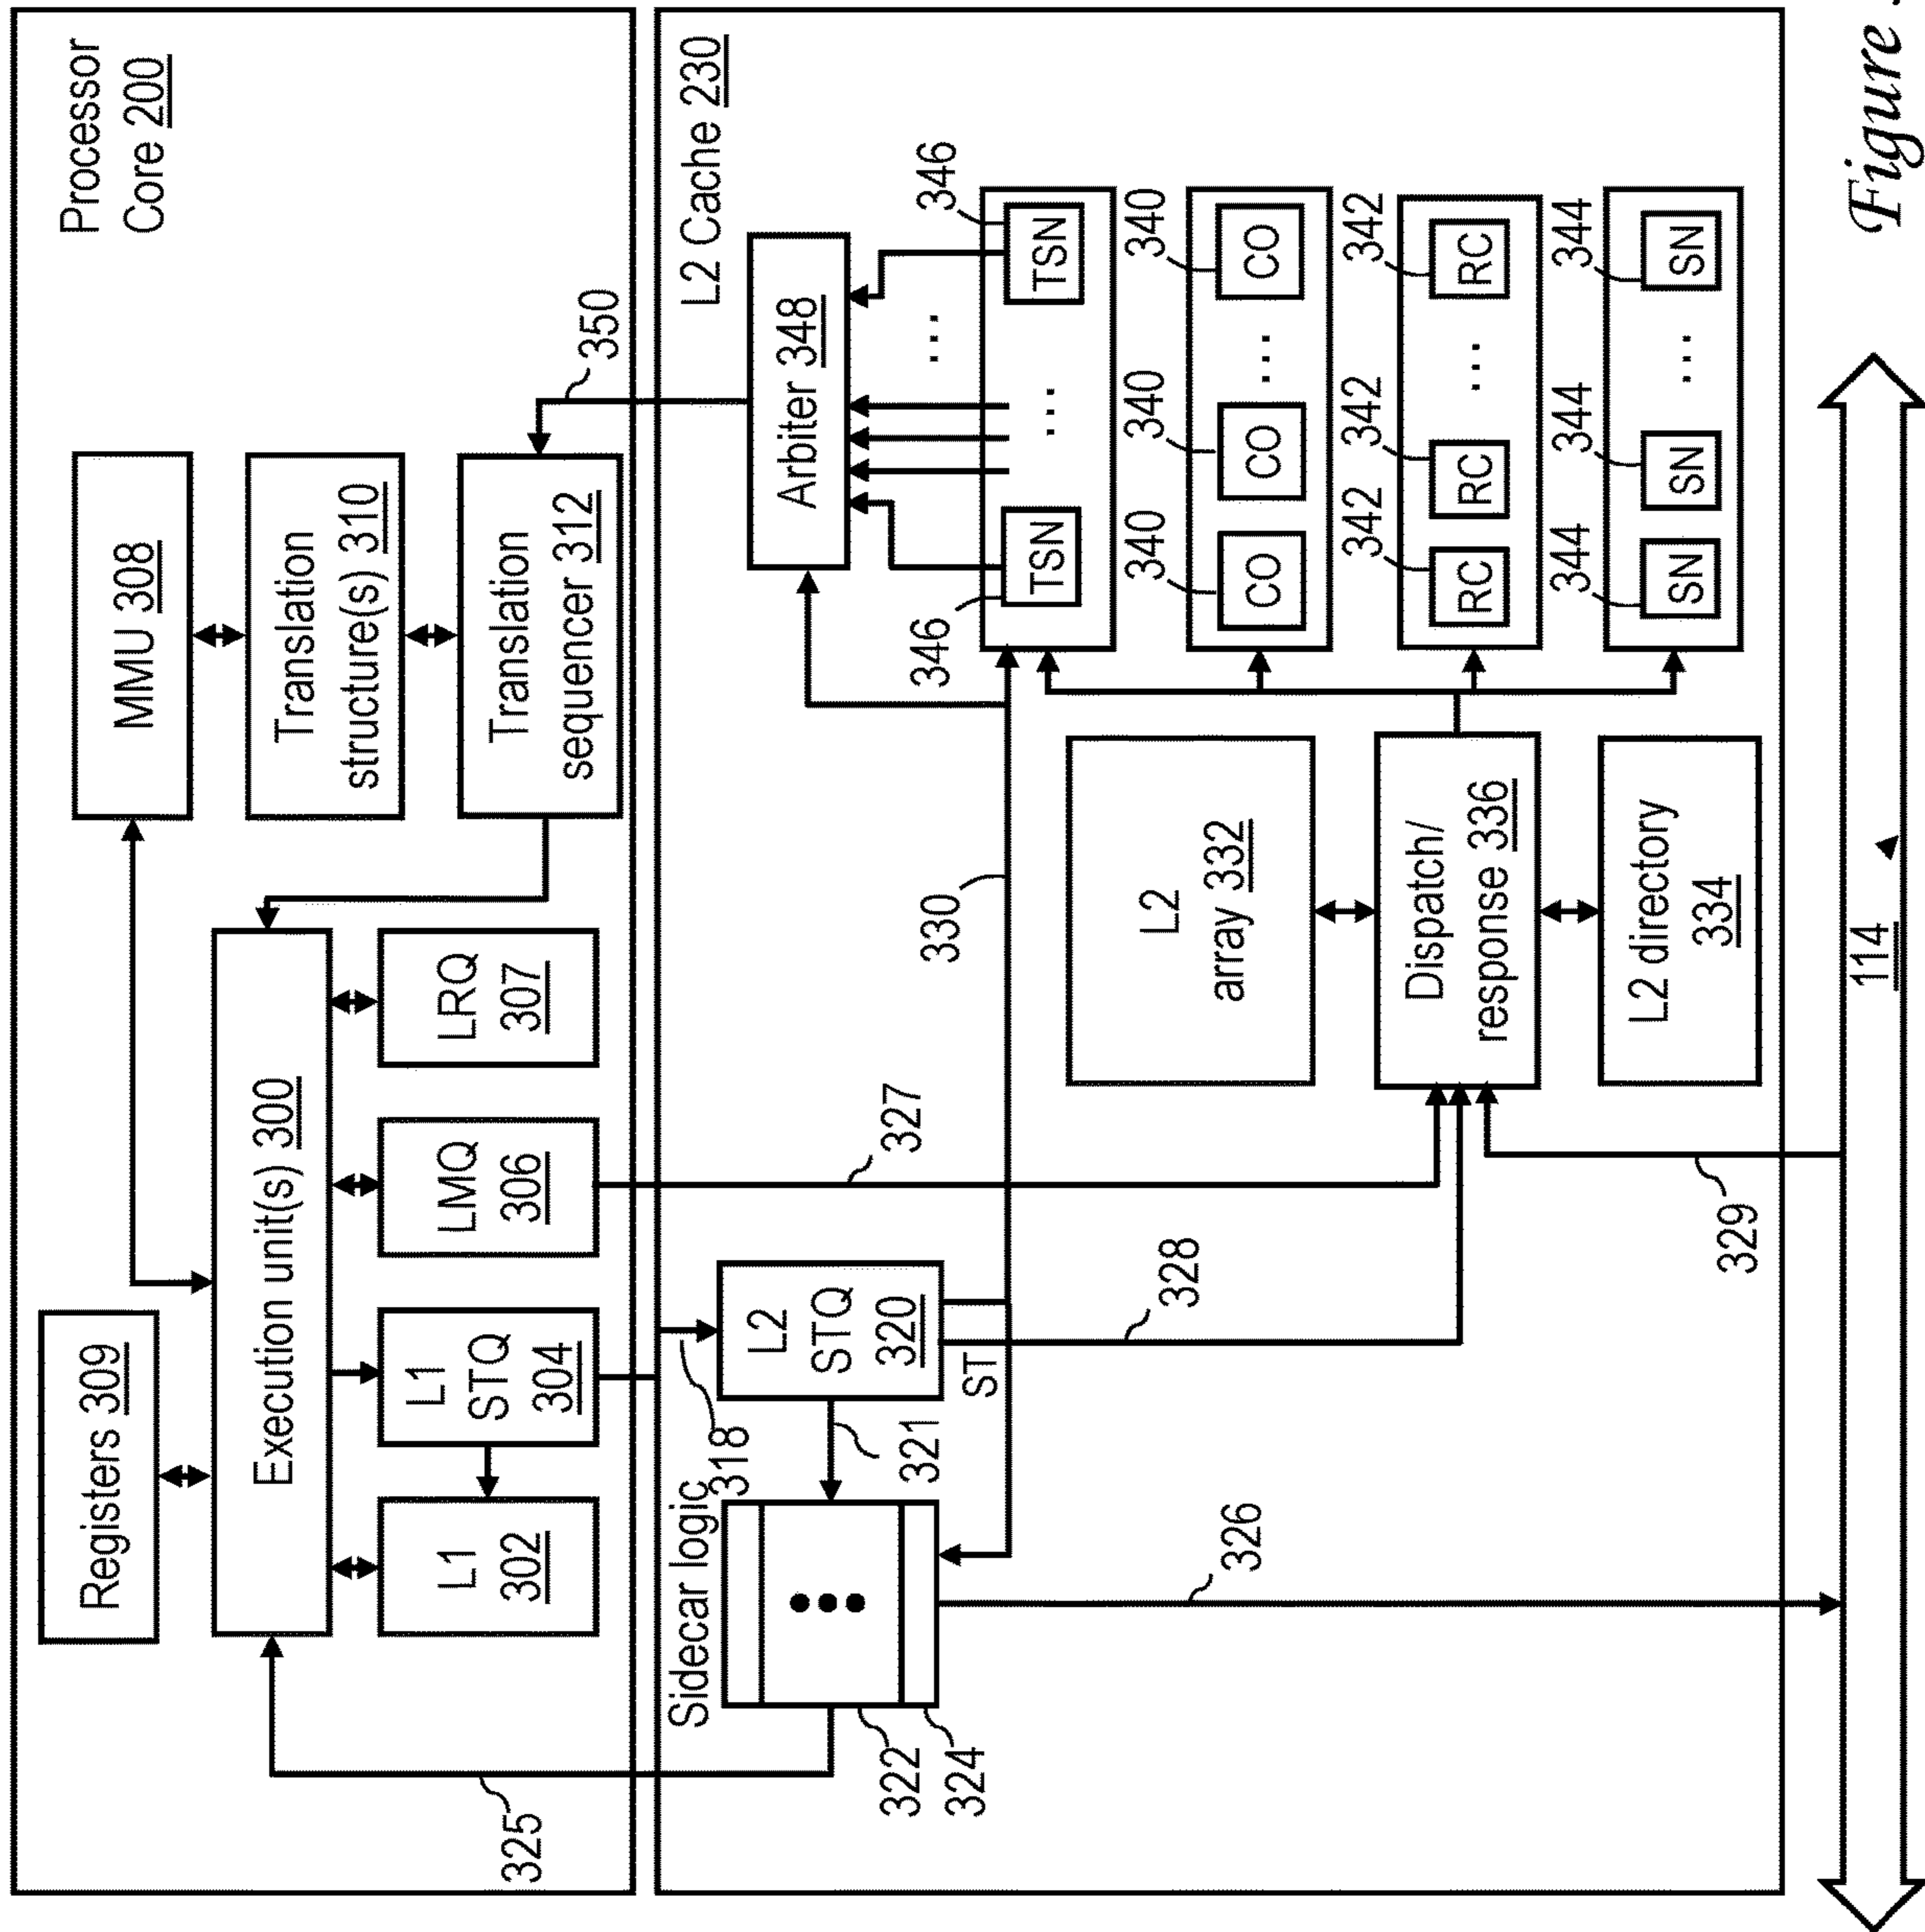 Processor
Core 200
Registers 309
MMU 308
Execution unit(s) 300
Translation
structure(s) 310
L1
302
L1
STQ
304
LMQ
306
LRQ
307
Translation
sequencer 312
325
350
L2 Cache 230
Sidecar logic
318
L2
STQ
320
321
ST
322
324
326
327
328
329
330
Arbiter 348
346
TSN
...
TSN
346
...
340
340
340
CO
CO
...
CO
342
342
342
RC
RC
...
RC
344
344
344
SN
SN
...
SN
L2
array 332
Dispatch/
response 336
L2 directory
334
114
Figure